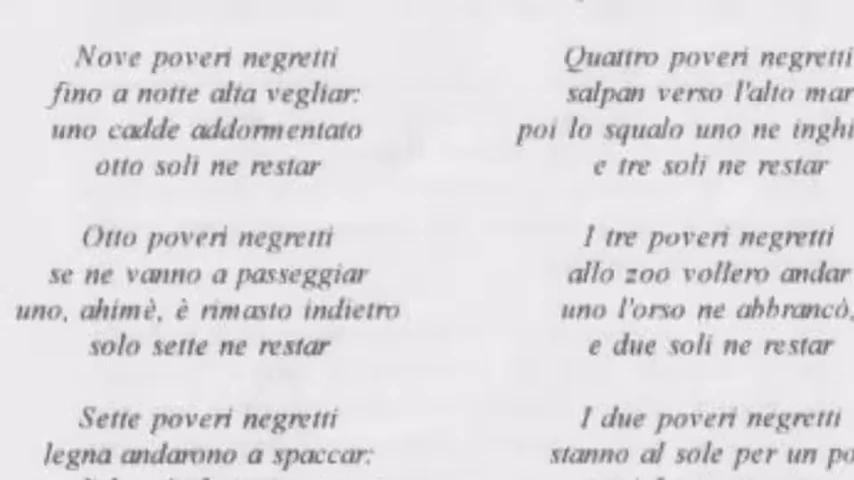 Nove poveri negretti
fino a notte alta vegliar:
uno cadde addormentato
otto soli ne restar
Otto poveri negretti
se ne vanno a passeggiar
uno, ahimè, è rimasto indietro
solo sette ne restar
Sette poveri negretti
legna andarono a spaccar:
Quattro poveri negretti
salpan verso l'alto mar
poi lo squalo uno ne inghi
e tre soli ne restar
I tre poveri negretti
allo zoo vollero andar
uno l'orso ne abbrancò,
e due soli ne restar
I due poveri negretti
stanno al sole per un po